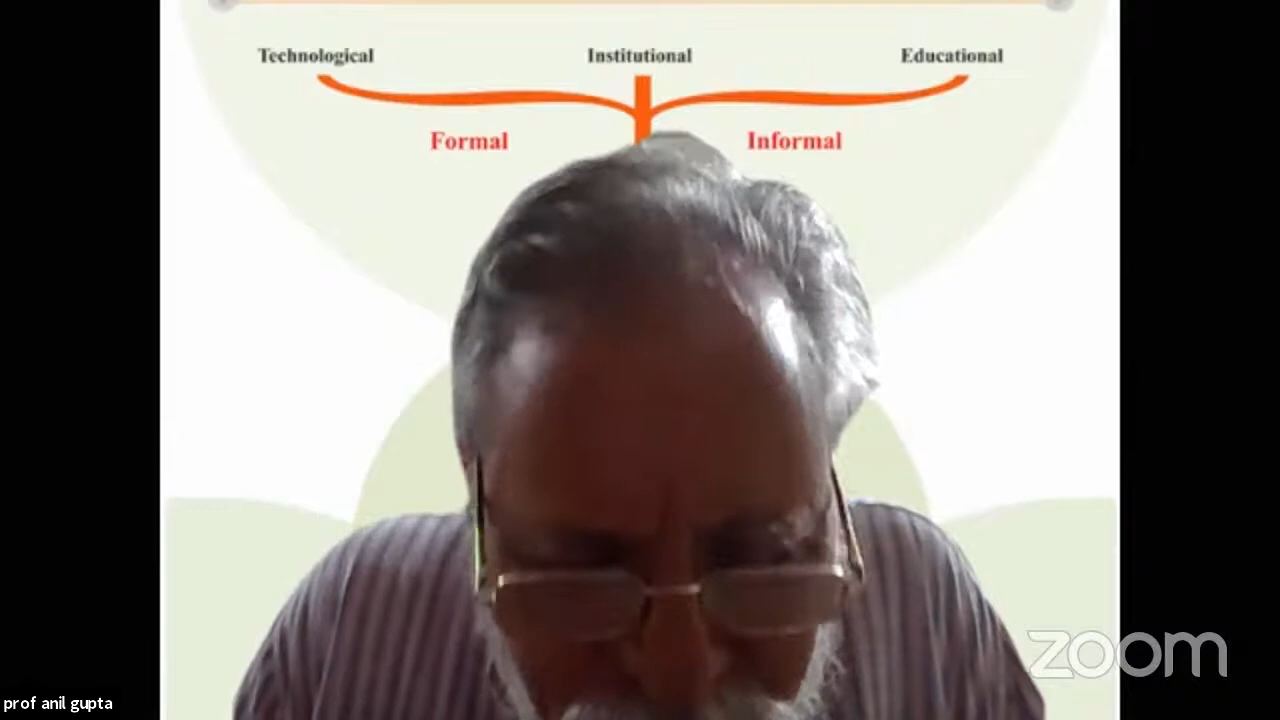 Technological
Institutional
Educational
Formal
Informal
zoom
prof anil gupta